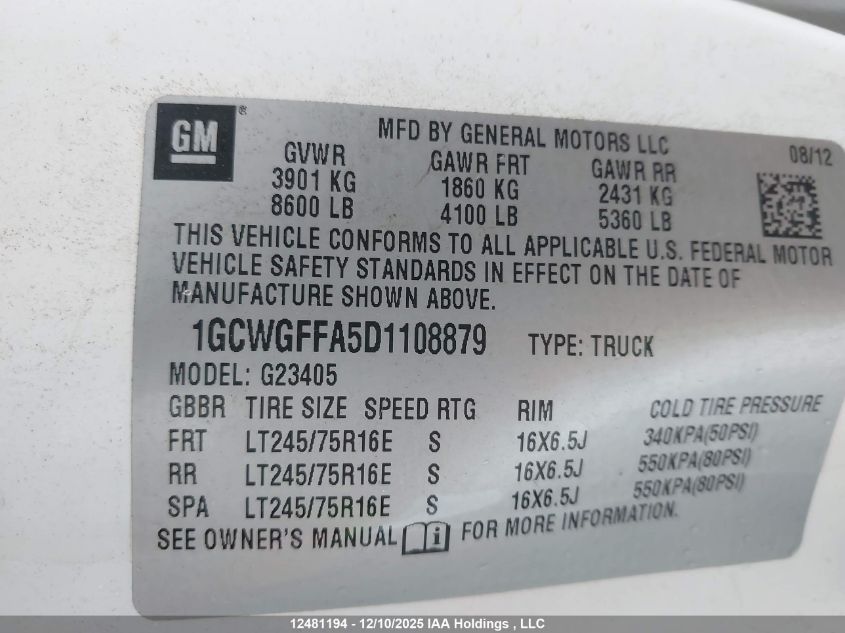 GM ®
MFD BY GENERAL MOTORS LLC
08/12
GVWR GAWR FRT GAWR RR
3901 KG 1860 KG 2431 KG
8600 LB 4100 LB 5360 LB
THIS VEHICLE CONFORMS TO ALL APPLICABLE U.S. FEDERAL MOTOR
VEHICLE SAFETY STANDARDS IN EFFECT ON THE DATE OF
MANUFACTURE SHOWN ABOVE.
1GCWGFFA5D1108879 TYPE: TRUCK
MODEL: G23405
GBBR TIRE SIZE SPEED RTG RIM COLD TIRE PRESSURE
FRT LT245/75R16E S 16X6.5J 340KPA(50PSI)
RR LT245/75R16E S 16X6.5J 550KPA(80PSI)
SPA LT245/75R16E S 16X6.5J 550KPA(80PSI)
SEE OWNER'S MANUAL i FOR MORE INFORMATION.
12481194 - 12/10/2025 IAA Holdings , LLC